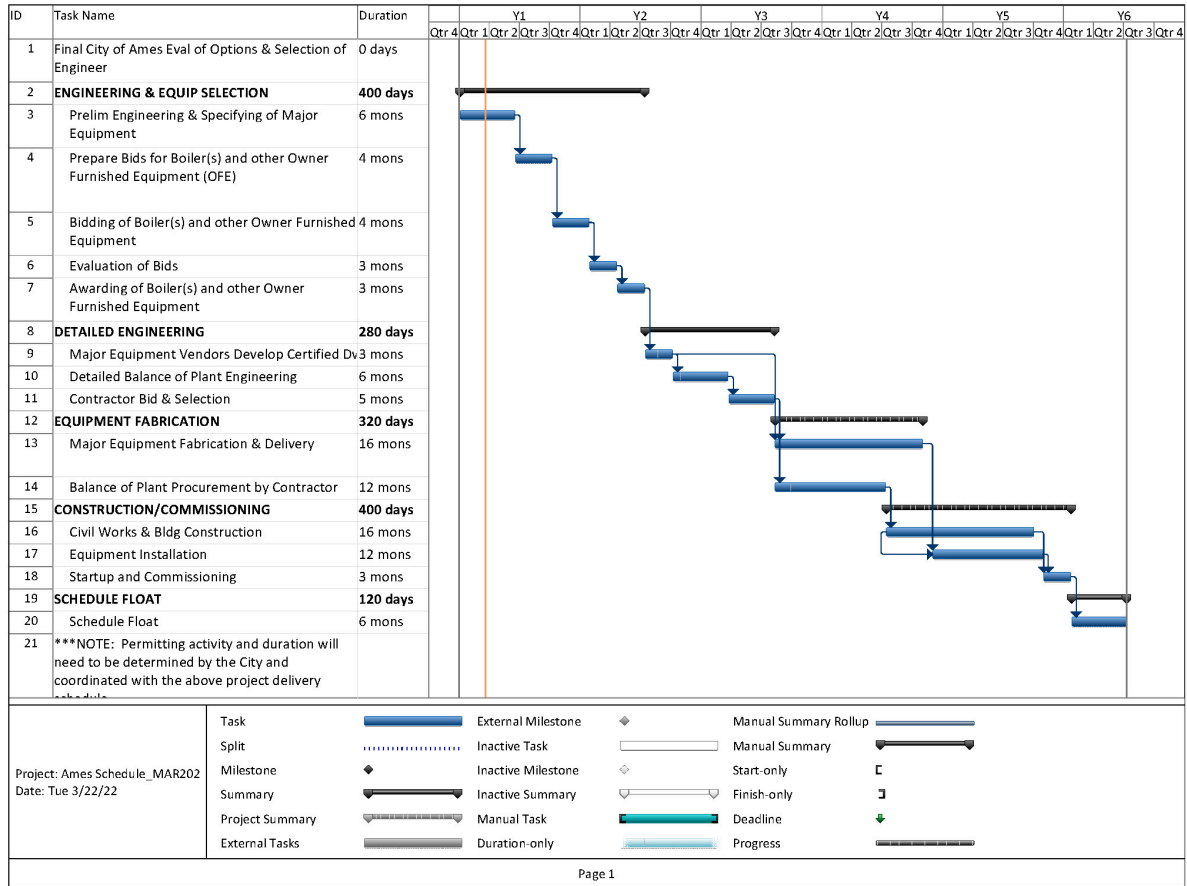 ID Task Name Duration Y1 Y2 Y3 Y4 Y5 Y6
Qtr 4 Qtr 1 Qtr 2 Qtr 3 Qtr 4 Qtr 1 Qtr 2 Qtr 3 Qtr 4 Qtr 1 Qtr 2 Qtr 3 Qtr 4 Qtr 1 Qtr 2 Qtr 3 Qtr 4 Qtr 1 Qtr 2 Qtr 3 Qtr 4 Qtr 1 Qtr 2 Qtr 3 Qtr 4
1 Final City of Ames Eval of Options & Selection of 0 days
Engineer
2 ENGINEERING & EQUIP SELECTION 400 days
3 Prelim Engineering & Specifying of Major 6 mons
Equipment
4 Prepare Bids for Boiler(s) and other Owner 4 mons
Furnished Equipment (OFE)
5 Bidding of Boiler(s) and other Owner Furnished 4 mons
Equipment
6 Evaluation of Bids 3 mons
7 Awarding of Boiler(s) and other Owner 3 mons
Furnished Equipment
8 DETAILED ENGINEERING 280 days
9 Major Equipment Vendors Develop Certified Dw 3 mons
10 Detailed Balance of Plant Engineering 6 mons
11 Contractor Bid & Selection 5 mons
12 EQUIPMENT FABRICATION 320 days
13 Major Equipment Fabrication & Delivery 16 mons
14 Balance of Plant Procurement by Contractor 12 mons
15 CONSTRUCTION/COMMISSIONING 400 days
16 Civil Works & Bldg Construction 16 mons
17 Equipment Installation 12 mons
18 Startup and Commissioning 3 mons
19 SCHEDULE FLOAT 120 days
20 Schedule Float 6 mons
21 ***NOTE: Permitting activity and duration will
need to be determined by the City and
coordinated with the above project delivery
schedule
Project: Ames Schedule_MAR202
Date: Tue 3/22/22
Task External Milestone Manual Summary Rollup
Split Inactive Task Manual Summary
Milestone Inactive Milestone Start-only
Summary Inactive Summary Finish-only
Project Summary Manual Task Deadline
External Tasks Duration-only Progress
Page 1